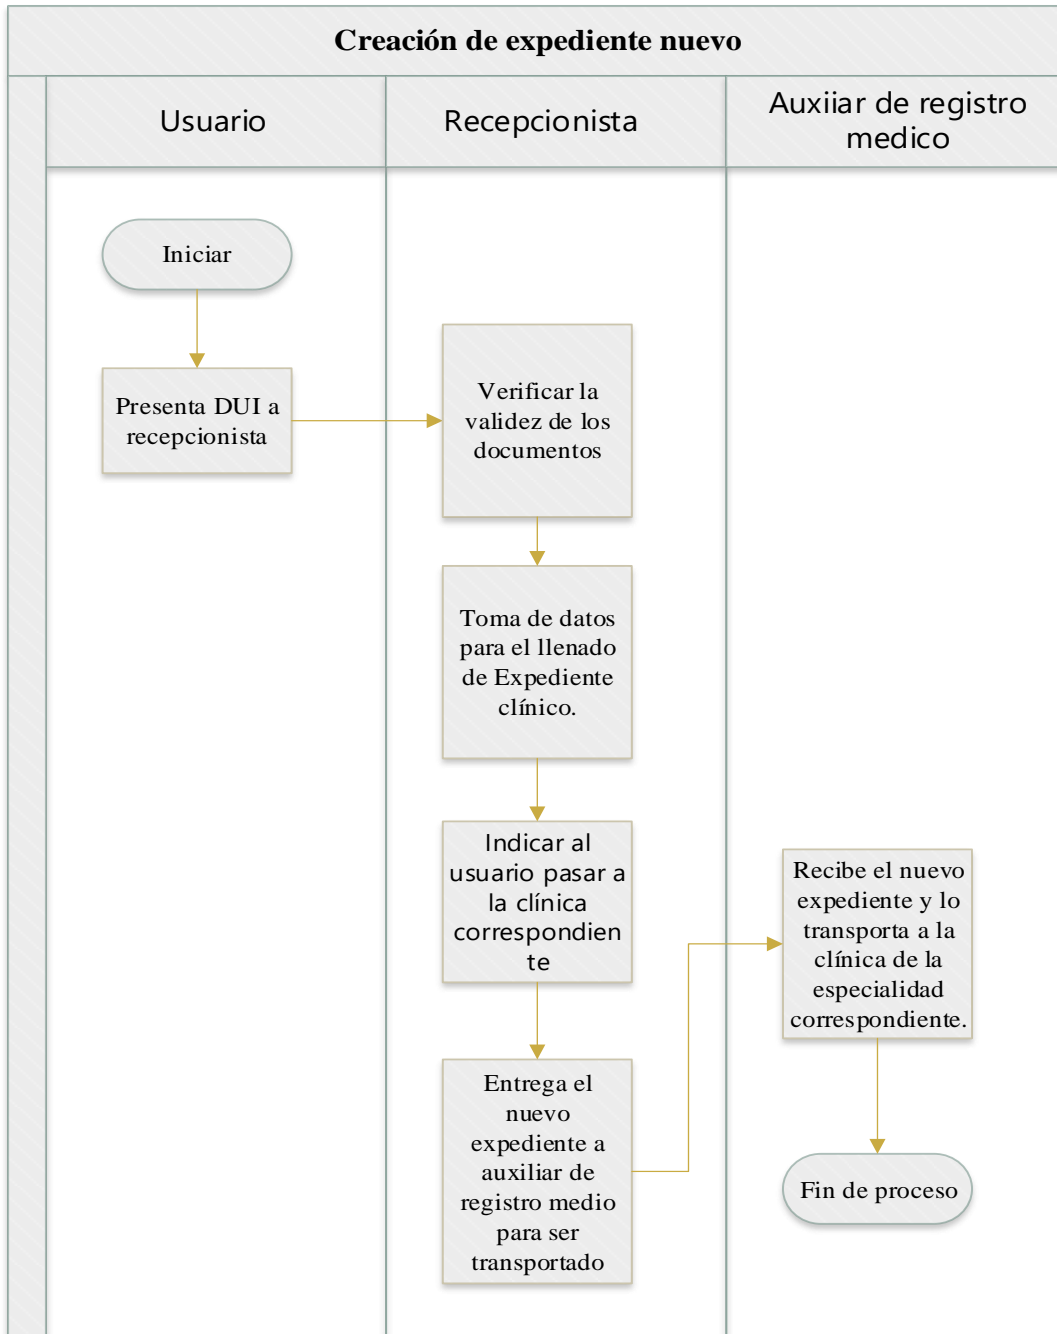 Creación de expediente nuevo
Usuario
Recepcionista
Auxiiar de registro
medico
Iniciar
Presenta DUI a
recepcionista
Verificar la
validez de los
documentos
Toma de datos
para el llenado
de Expediente
clínico.
Indicar al
usuario pasar a
la clínica
correspondien
te
Entrega el
nuevo
expediente a
auxiliar de
registro medio
para ser
transportado
Recibe el nuevo
expediente y lo
transporta a la
clínica de la
especialidad
correspondiente.
Fin de proceso